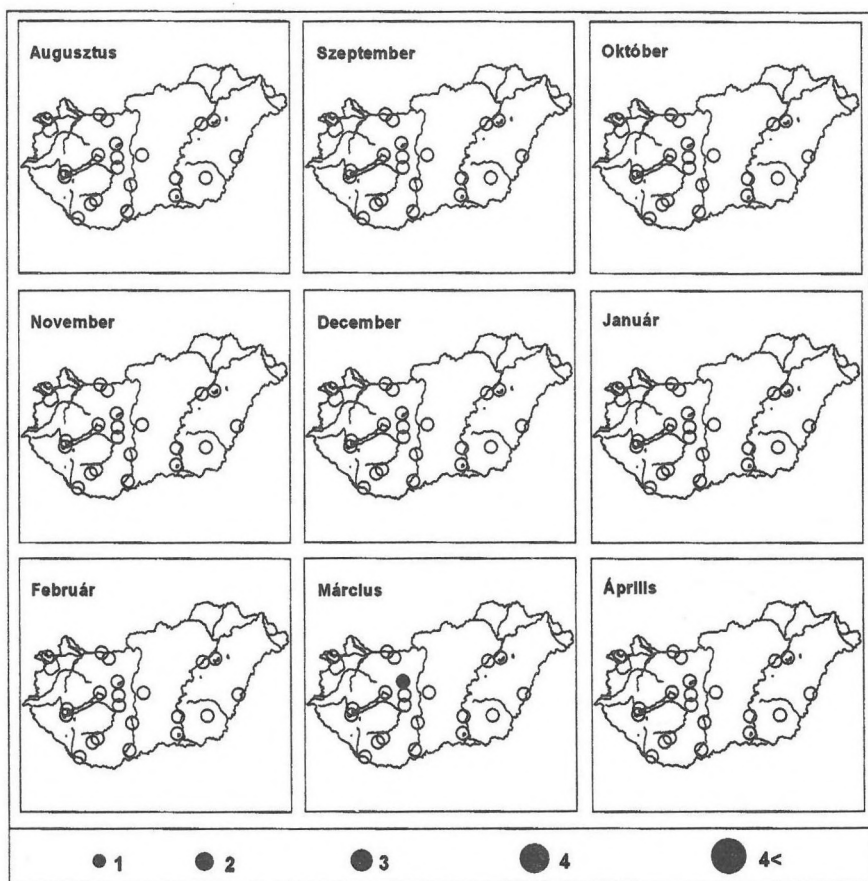 Augusztus
Szeptember
Október
November
December
Január
Február
Március
Április
1
2
3
4
4<